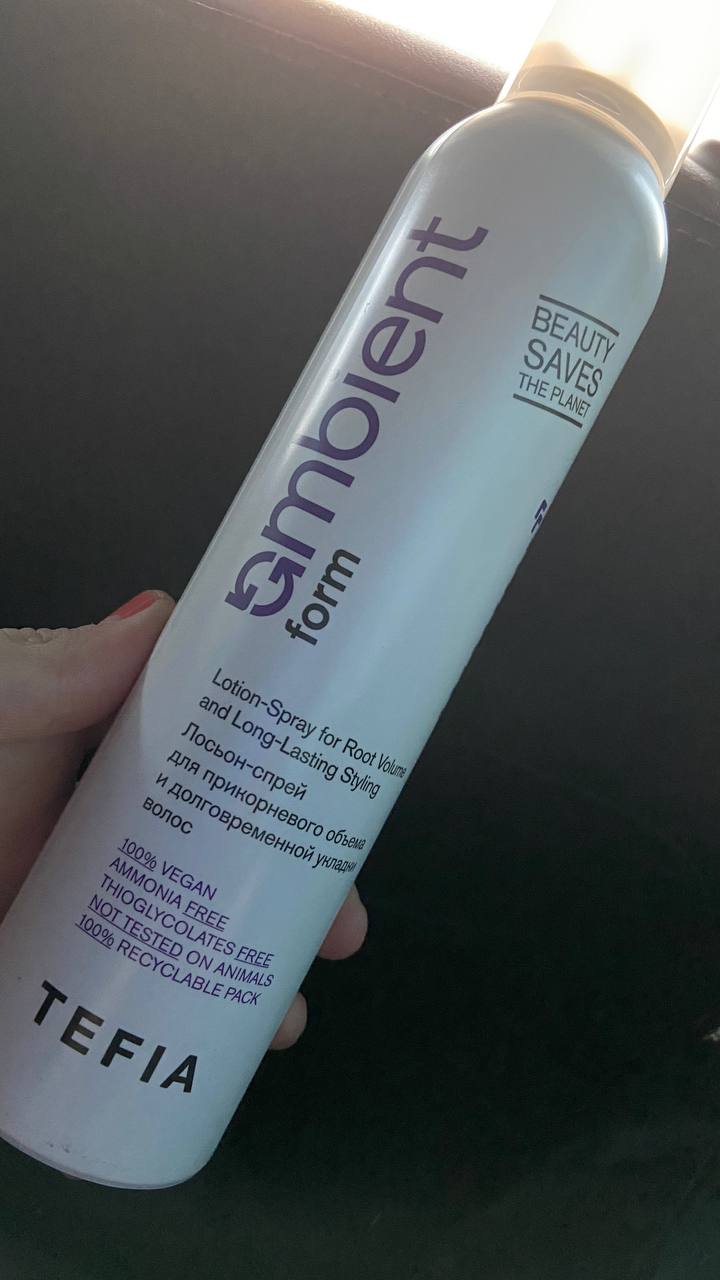 ambient
form
BEAUTY
SAVES
THE PLANET
Lotion-Spray for Root Volume
and Long-Lasting Styling
Лосьон-спрей
для прикорневого объема
и долговременной укладки
волос
100% VEGAN
AMMONIA FREE
THIOGLYCOLATES FREE
NOT TESTED ON ANIMALS
100% RECYCLABLE PACK
TEFIA